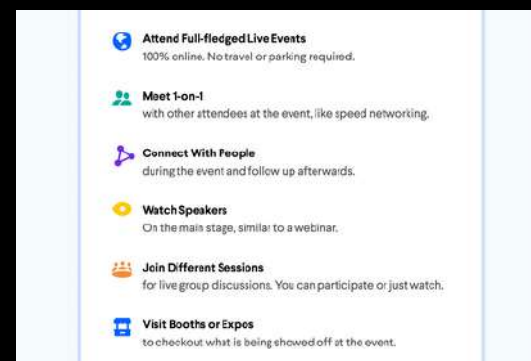 Attend Full-fledged Live Events
100% online. No travel or parking required.
Meet 1-on-1
with other attendees at the event, like speed networking.
Connect With People
during the event and follow up afterwards.
Watch Speakers
On the main stage, similar to a webinar.
Join Different Sessions
for live group discussions. You can participate or just watch.
Visit Booths or Expos
to checkout what is being showed off at the event.